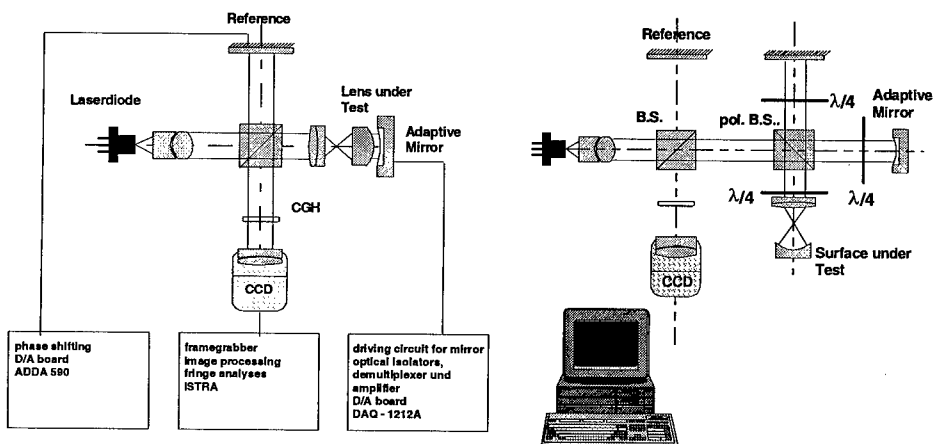 Reference
Laserdiode
Lens under
Test
Adaptive
Mirror
CGH
CCD
phase shifting
D/A board
ADDA 590
framegrabber
image processing
fringe analyses
ISTRA
driving circuit for mirror
optical isolators,
demultiplexer und
amplifier
D/A board
DAQ - 1212A
Reference
B.S.
pol. B.S..
λ/4
Adaptive
Mirror
λ/4
λ/4
Surface under
Test
CCD